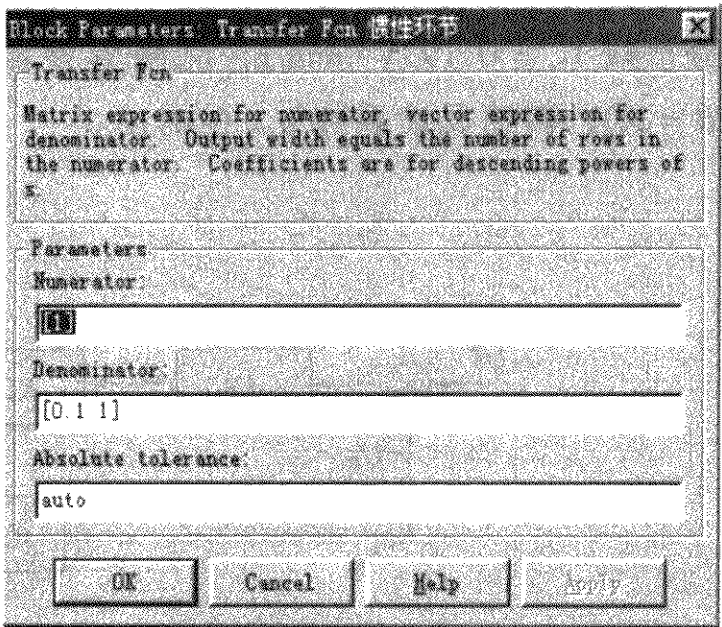 Block Parameters: Transfer Fcn 惯性环节
Transfer Fcn
Matrix expression for numerator, vector expression for
denominator. Output width equals the number of rows in
the numerator. Coefficients are for descending powers of
s.
Parameters
Numerator:
[1]
Denominator:
[0.1 1]
Absolute tolerance:
auto
OK
Cancel
Help
Apply